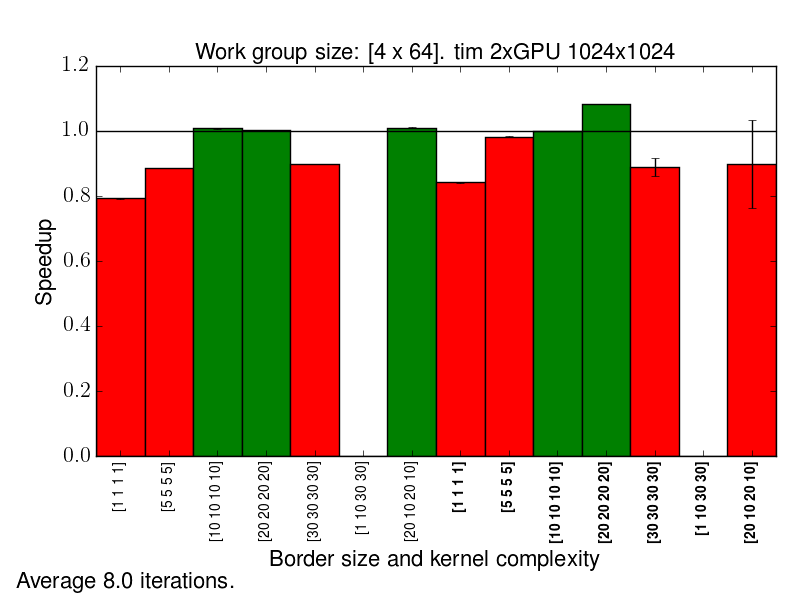 Work group size: [4 x 64]. tim 2xGPU 1024x1024
1.2
1.0
0.8
0.6
0.4
0.2
0.0
Speedup
[1 1 1 1]
[5 5 5 5]
[10 10 10 10]
[20 20 20 20]
[30 30 30 30]
[1 10 30 30]
[20 10 20 10]
[1 1 1 1]
[5 5 5 5]
[10 10 10 10]
[20 20 20 20]
[30 30 30 30]
[1 10 30 30]
[20 10 20 10]
Border size and kernel complexity
Average 8.0 iterations.